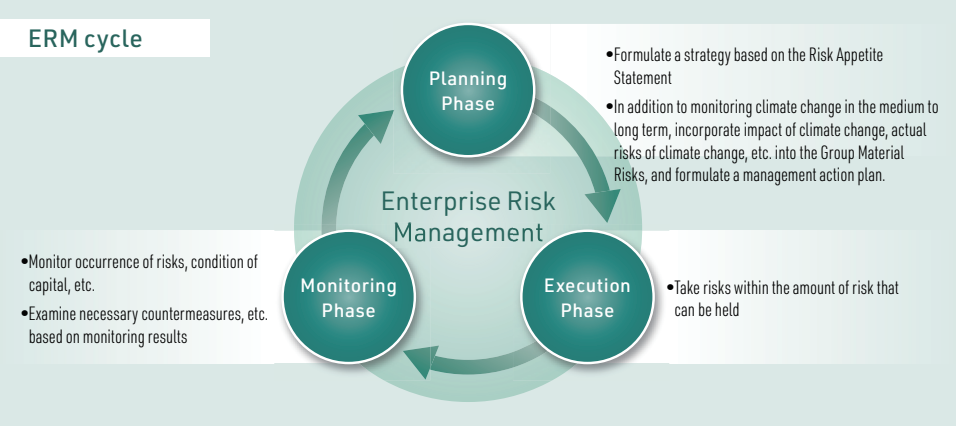 ERM cycle
Planning
Phase
•Formulate a strategy based on the Risk Appetite
Statement
•In addition to monitoring climate change in the medium to
long term, incorporate impact of climate change, actual
risks of climate change, etc. into the Group Material
Risks, and formulate a management action plan.
Enterprise Risk
Management
•Monitor occurrence of risks, condition of
capital, etc.
•Examine necessary countermeasures, etc.
based on monitoring results
Monitoring
Phase
Execution
Phase
•Take risks within the amount of risk that
can be held